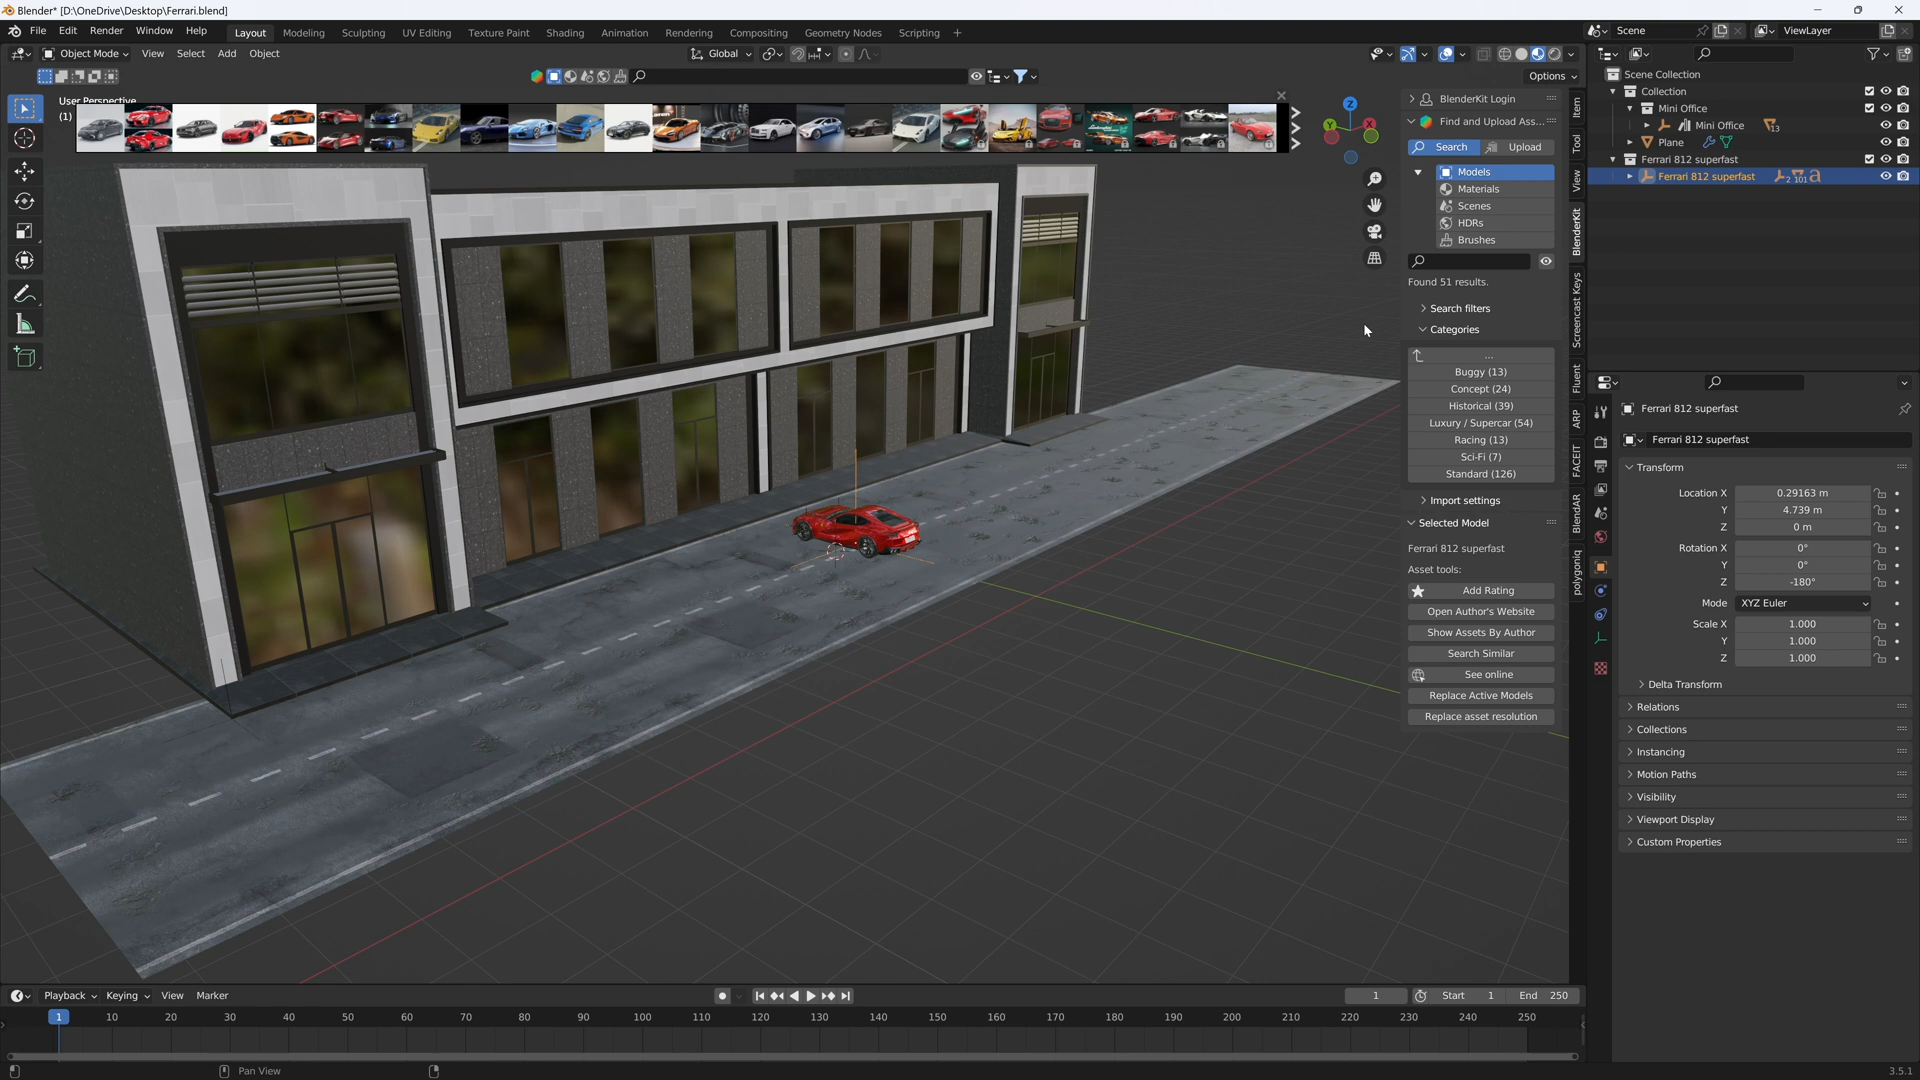 Blender* [D:\OneDrive\Desktop\Ferrari.blend]
File Edit Render Window Help Layout Modeling Sculpting UV Editing Texture Paint Shading Animation Rendering Compositing Geometry Nodes Scripting + Scene ViewLayer
Object Mode View Select Add Object Global
Options
User Perspective
(1)
BlenderKit Login
Find and Upload Ass...
Search Upload
Models
Materials
Scenes
HDRs
Brushes
Found 51 results.
Search filters
Categories
...
Buggy (13)
Concept (24)
Historical (39)
Luxury / Supercar (54)
Racing (13)
Sci-Fi (7)
Standard (126)
Import settings
Selected Model
Ferrari 812 superfast
Asset tools:
Add Rating
Open Author's Website
Show Assets By Author
Search Similar
See online
Replace Active Models
Replace asset resolution
Item
Tool
View
BlenderKit
Screencast Keys
Fluent
ARP
FACEIT
BlendAR
polygoniq
Scene Collection
Collection
Mini Office
Mini Office 13
Plane
Ferrari 812 superfast
Ferrari 812 superfast 2 101
Ferrari 812 superfast
Ferrari 812 superfast
Transform
Location X 0.29163 m
Y 4.739 m
Z 0 m
Rotation X 0°
Y 0°
Z -180°
Mode XYZ Euler
Scale X 1.000
Y 1.000
Z 1.000
Delta Transform
Relations
Collections
Instancing
Motion Paths
Visibility
Viewport Display
Custom Properties
Z
Y X
Playback Keying View Marker 1 Start 1 End 250
1 10 20 30 40 50 60 70 80 90 100 110 120 130 140 150 160 170 180 190 200 210 220 230 240 250
Pan View 3.5.1